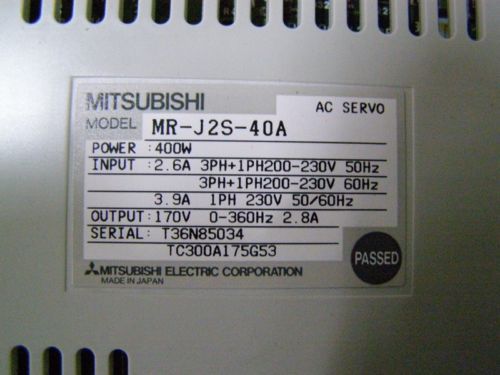 MITSUBISHI AC SERVO
MODEL MR-J2S-40A
POWER :400W
INPUT :2.6A 3PH+1PH200-230V 50Hz
3PH+1PH200-230V 60Hz
3.9A 1PH 230V 50/60Hz
OUTPUT:170V 0-360Hz 2.8A
SERIAL: T36N85034
TC300A175G53
MITSUBISHI ELECTRIC CORPORATION
MADE IN JAPAN
PASSED